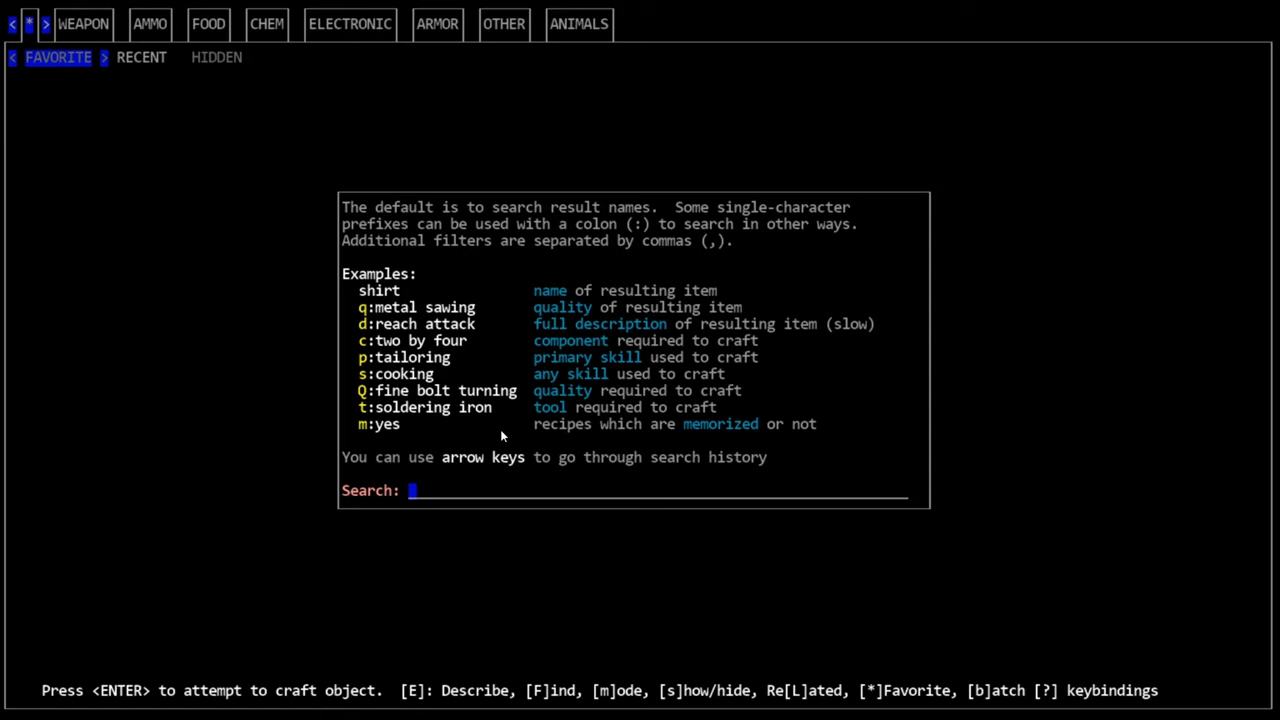 < * > WEAPON AMMO FOOD CHEM ELECTRONIC ARMOR OTHER ANIMALS
< FAVORITE > RECENT HIDDEN
The default is to search result names. Some single-character
prefixes can be used with a colon (:) to search in other ways.
Additional filters are separated by commas (,).
Examples:
shirt name of resulting item
q:metal sawing quality of resulting item
d:reach attack full description of resulting item (slow)
c:two by four component required to craft
p:tailoring primary skill used to craft
s:cooking any skill used to craft
Q:fine bolt turning quality required to craft
t:soldering iron tool required to craft
m:yes recipes which are memorized or not
You can use arrow keys to go through search history
Search:
Press <ENTER> to attempt to craft object. [E]: Describe, [F]ind, [m]ode, [s]how/hide, Re[L]ated, [*]Favorite, [b]atch [?] keybindings